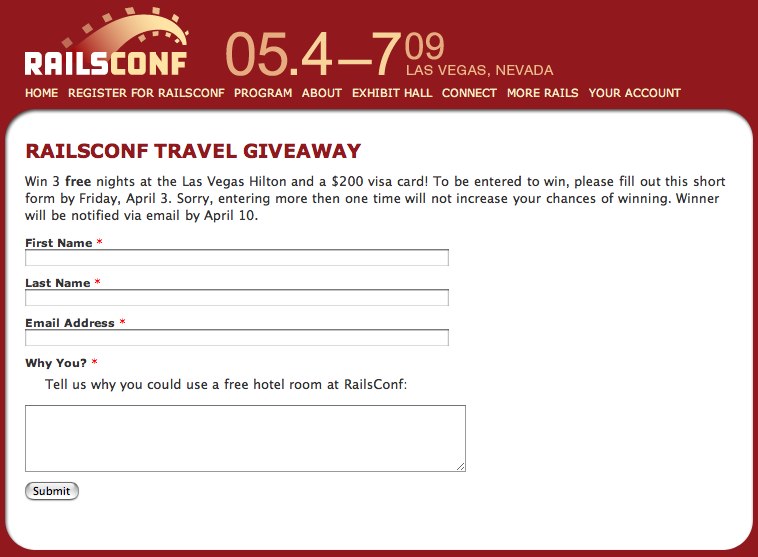 RAILSCONF
05.4–7 09
LAS VEGAS, NEVADA
HOME REGISTER FOR RAILSCONF PROGRAM ABOUT EXHIBIT HALL CONNECT MORE RAILS YOUR ACCOUNT
RAILSCONF TRAVEL GIVEAWAY
Win 3 free nights at the Las Vegas Hilton and a $200 visa card! To be entered to win, please fill out this short
form by Friday, April 3. Sorry, entering more then one time will not increase your chances of winning. Winner
will be notified via email by April 10.
First Name *
Last Name *
Email Address *
Why You? *
Tell us why you could use a free hotel room at RailsConf:
Submit